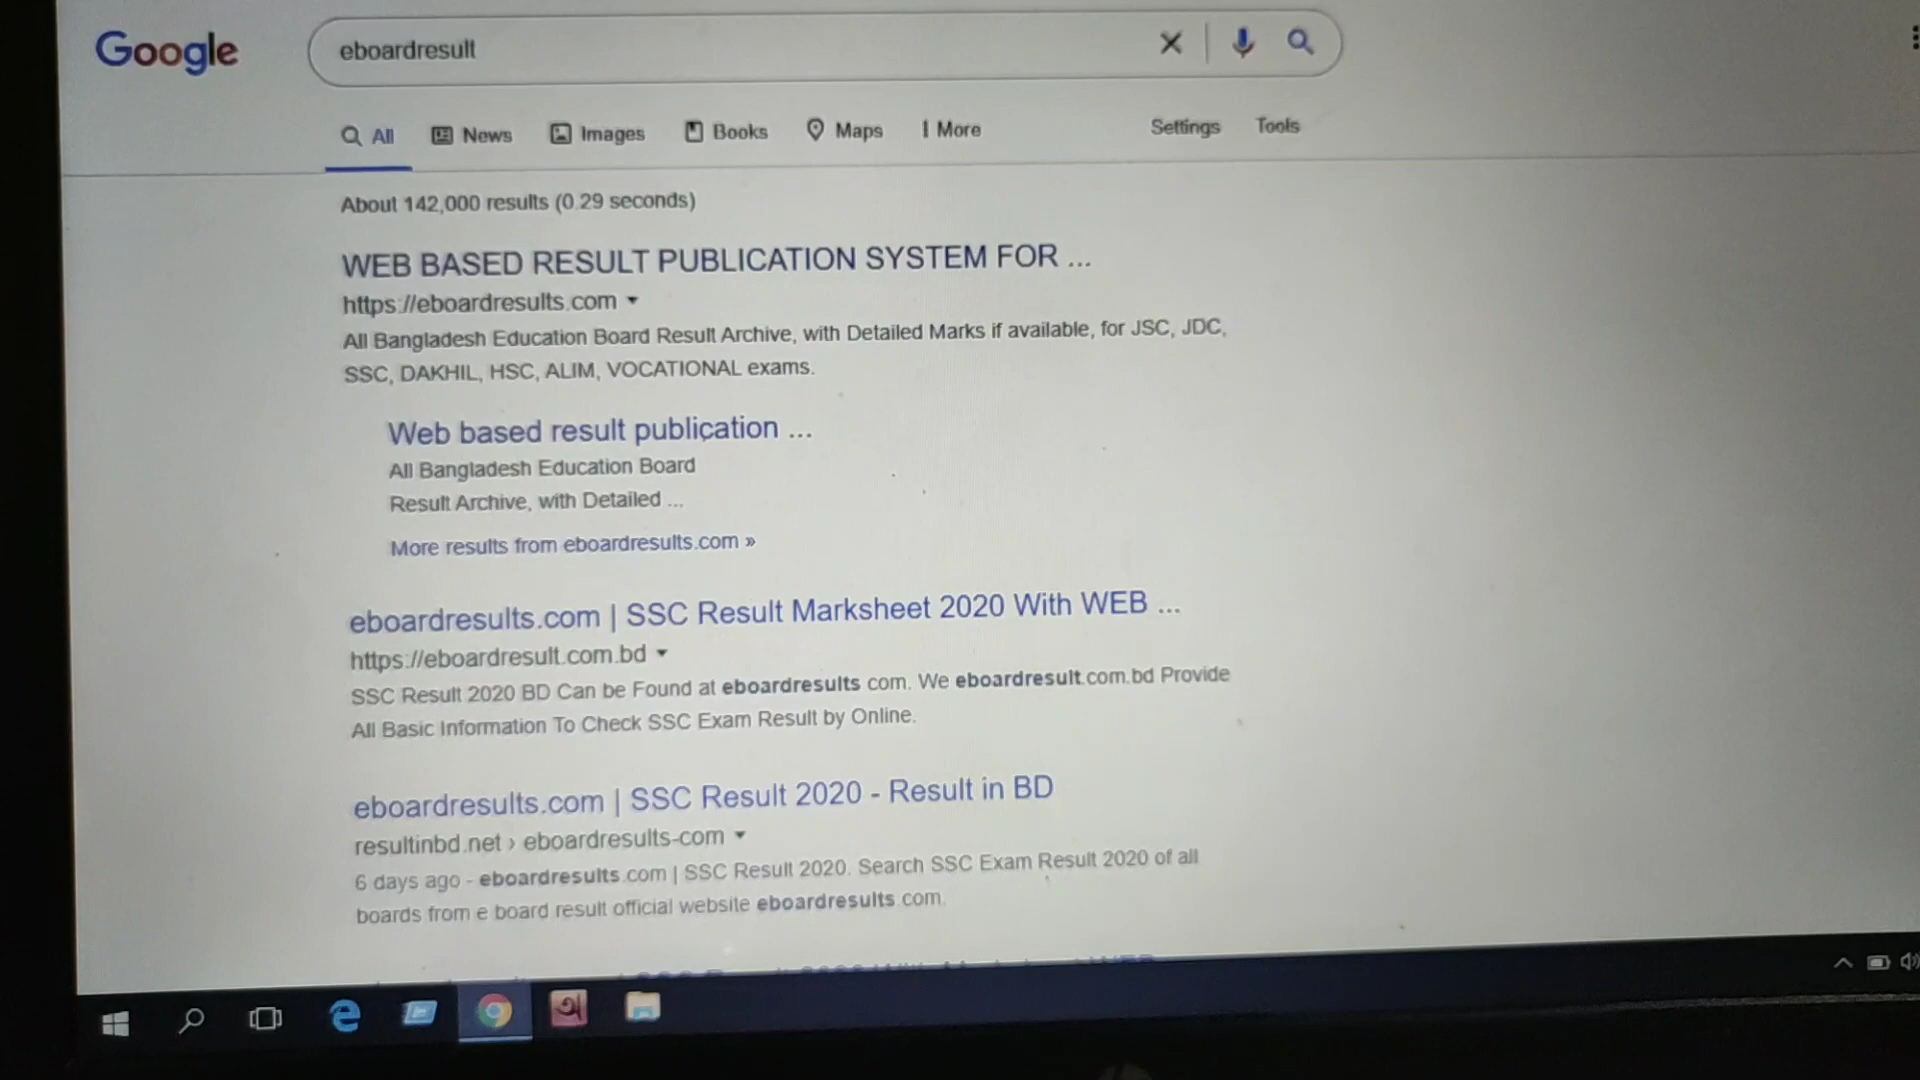 Google
eboardresult
All News Images Books Maps More Settings Tools
About 142,000 results (0.29 seconds)
WEB BASED RESULT PUBLICATION SYSTEM FOR ...
https://eboardresults.com
All Bangladesh Education Board Result Archive, with Detailed Marks if available, for JSC, JDC,
SSC, DAKHIL, HSC, ALIM, VOCATIONAL exams.
Web based result publication ...
All Bangladesh Education Board
Result Archive, with Detailed ...
More results from eboardresults.com »
eboardresults.com | SSC Result Marksheet 2020 With WEB ...
https://eboardresult.com.bd
SSC Result 2020 BD Can be Found at eboardresults com. We eboardresult.com.bd Provide
All Basic Information To Check SSC Exam Result by Online.
eboardresults.com | SSC Result 2020 - Result in BD
resultinbd.net › eboardresults-com
6 days ago - eboardresults.com | SSC Result 2020. Search SSC Exam Result 2020 of all
boards from e board result official website eboardresults.com.
অ